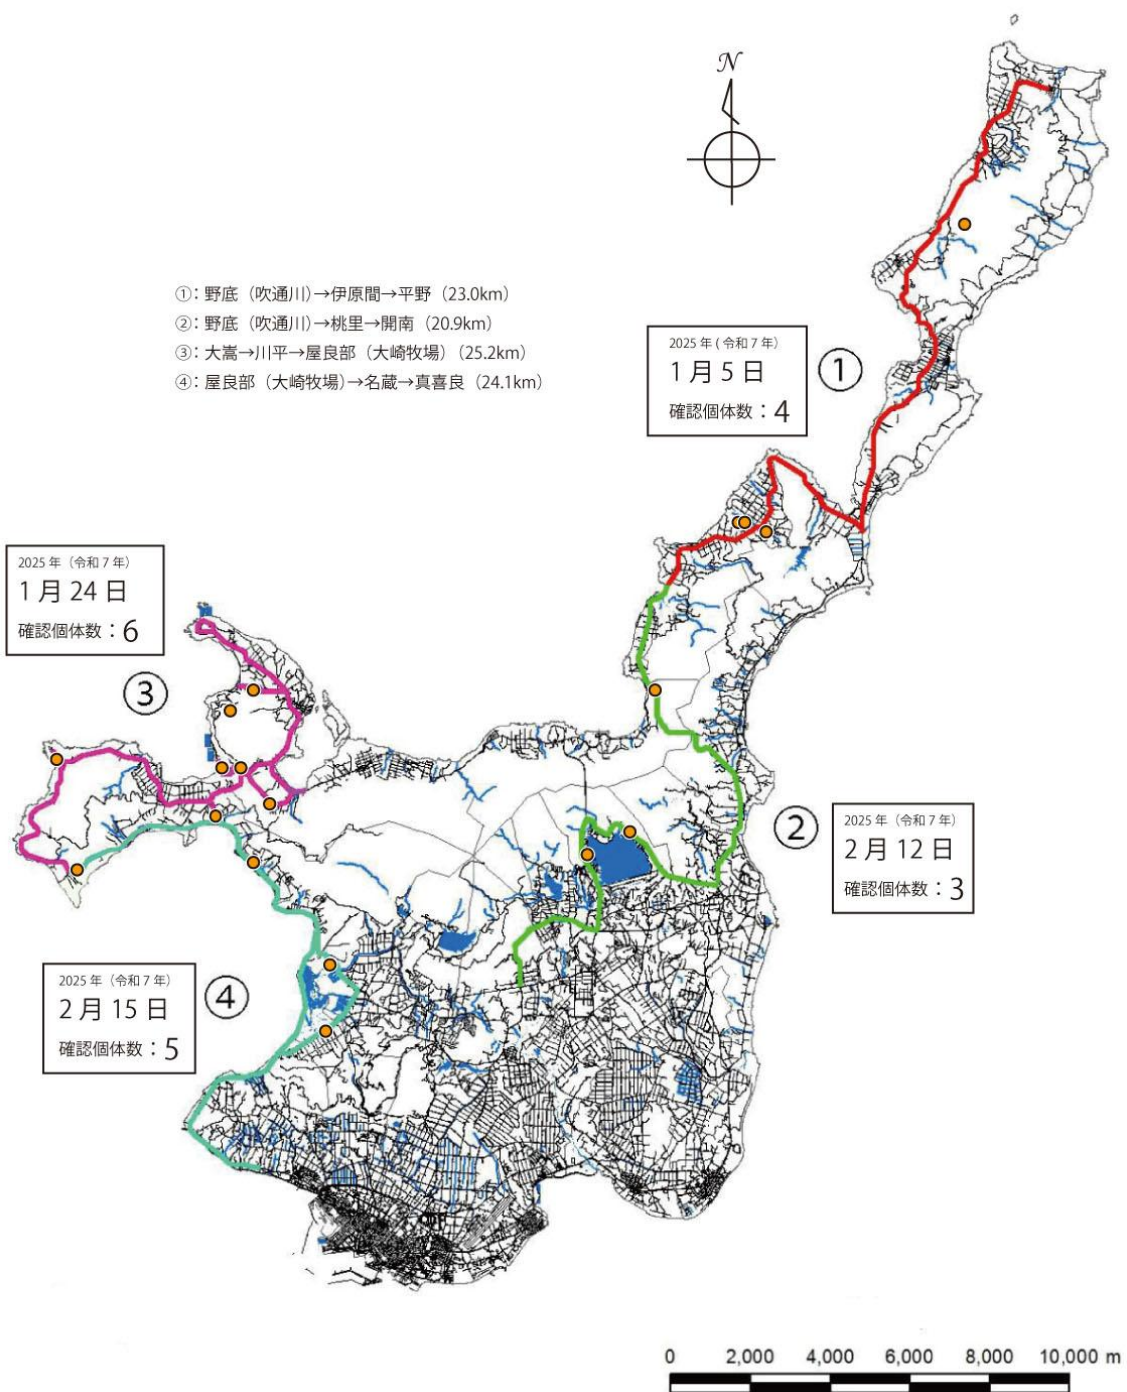 N
①：野底（吹通川）→伊原間→平野（23.0km）
②：野底（吹通川）→桃里→開南（20.9km）
③：大嵩→川平→屋良部（大崎牧場）（25.2km）
④：屋良部（大崎牧場）→名蔵→真喜良（24.1km）
2025年(令和7年)
1月5日
確認個体数：4
①
2025年（令和7年）
1月24日
確認個体数：6
③
②
2025年（令和7年）
2月12日
確認個体数：3
2025年（令和7年）
2月15日
確認個体数：5
④
0 2,000 4,000 6,000 8,000 10,000 m